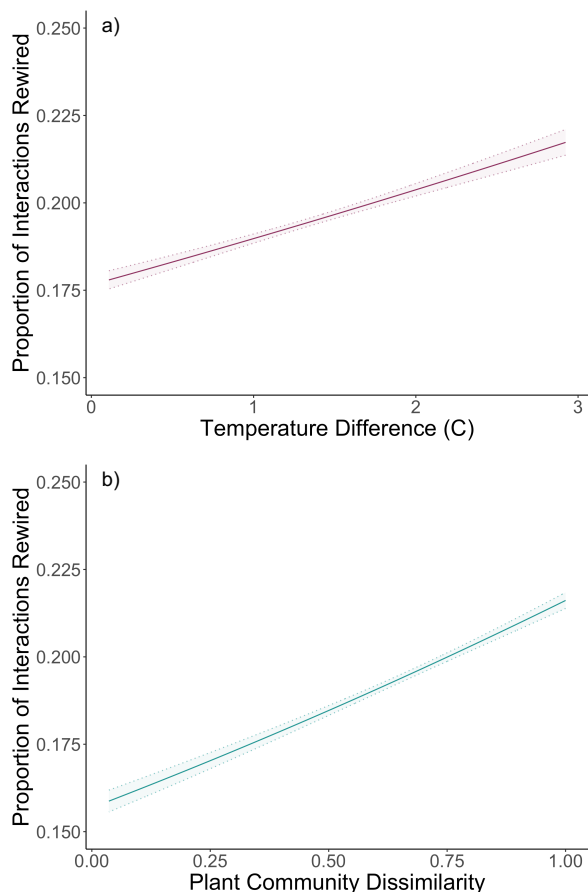 a)
0.250
0.225
0.200
0.175
0.150
Proportion of Interactions Rewired
0 1 2 3
Temperature Difference (C)
b)
0.250
0.225
0.200
0.175
0.150
Proportion of Interactions Rewired
0.00 0.25 0.50 0.75 1.00
Plant Community Dissimilarity